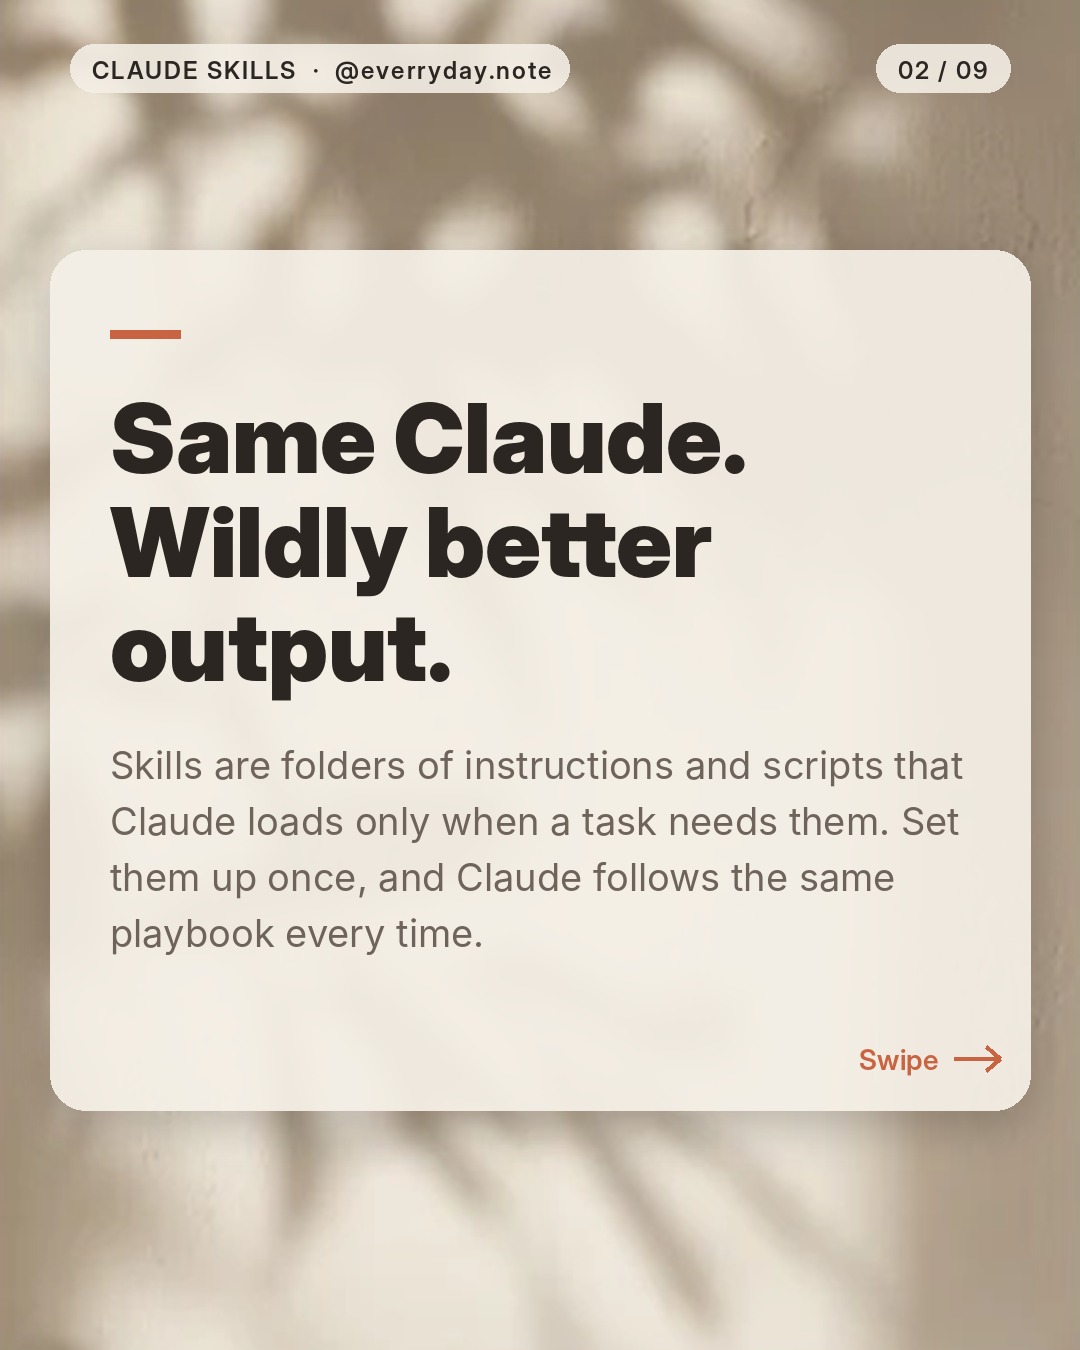 CLAUDE SKILLS · @everryday.note
02 / 09
Same Claude.
Wildly better
output.
Skills are folders of instructions and scripts that
Claude loads only when a task needs them. Set
them up once, and Claude follows the same
playbook every time.
Swipe →